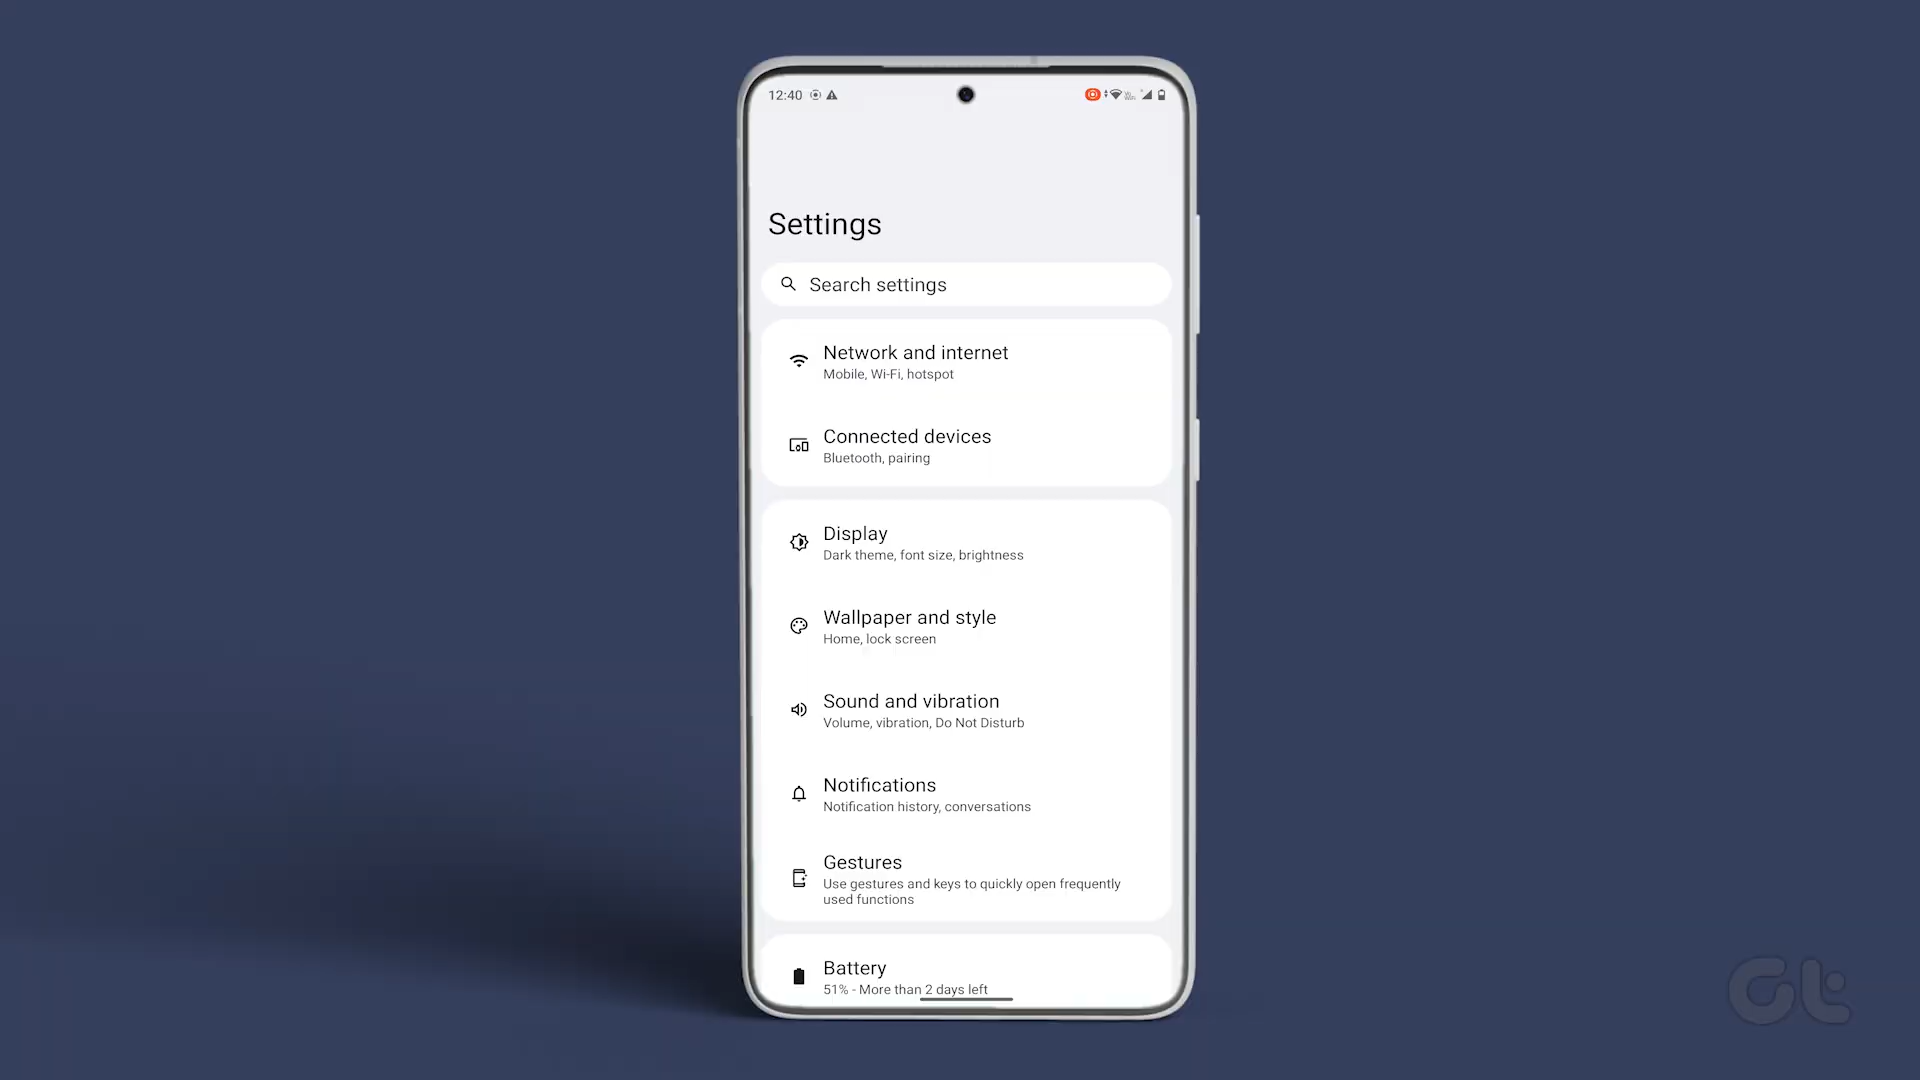 12:40
Settings
Search settings
Network and internet
Mobile, Wi-Fi, hotspot
Connected devices
Bluetooth, pairing
Display
Dark theme, font size, brightness
Wallpaper and style
Home, lock screen
Sound and vibration
Volume, vibration, Do Not Disturb
Notifications
Notification history, conversations
Gestures
Use gestures and keys to quickly open frequently
used functions
Battery
51% - More than 2 days left
Gt